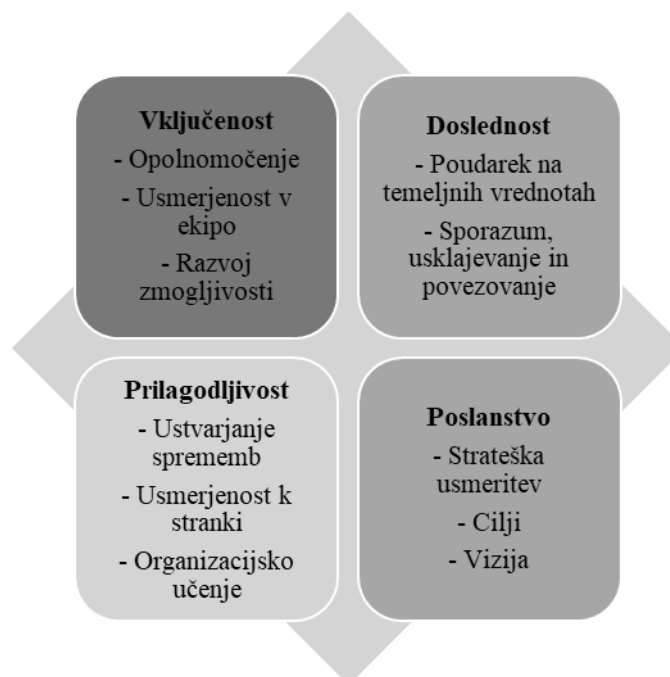 Vključenost
- Opolnomočenje
- Usmerjenost v
ekipo
- Razvoj
zmogljivosti
Doslednost
- Poudarek na
temeljnih vrednotah
- Sporazum,
usklajevanje in
povezovanje
Prilagodljivost
- Ustvarjanje
sprememb
- Usmerjenost k
stranki
- Organizacijsko
učenje
Poslanstvo
- Strateška
usmeritev
- Cilji
- Vizija